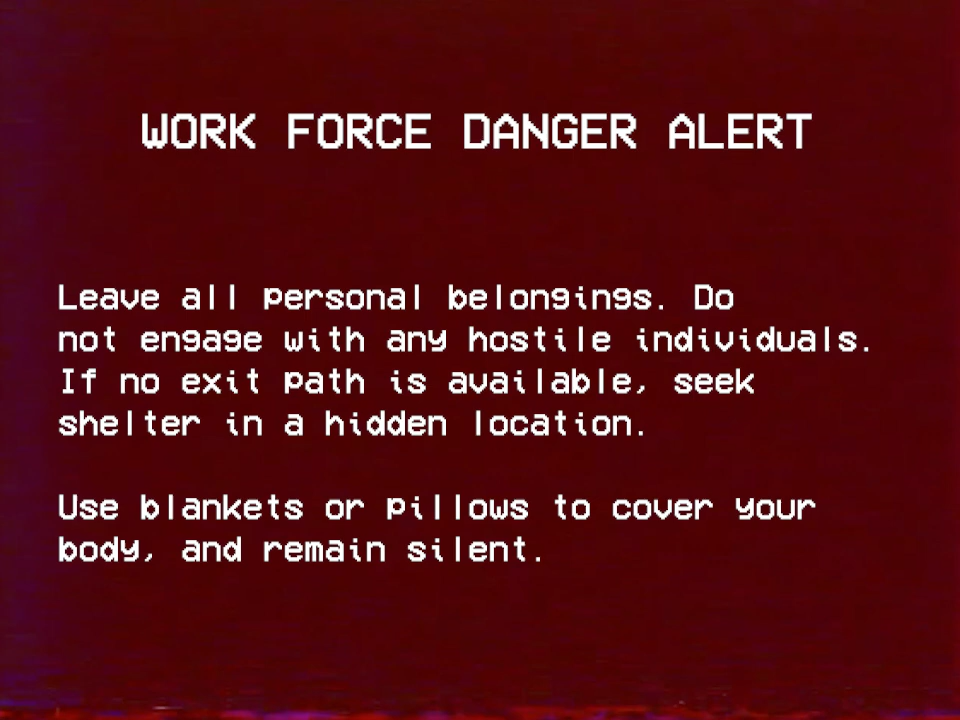 WORK FORCE DANGER ALERT
Leave all personal belongings. Do
not engage with any hostile individuals.
If no exit path is available, seek
shelter in a hidden location.
Use blankets or pillows to cover your
body, and remain silent.